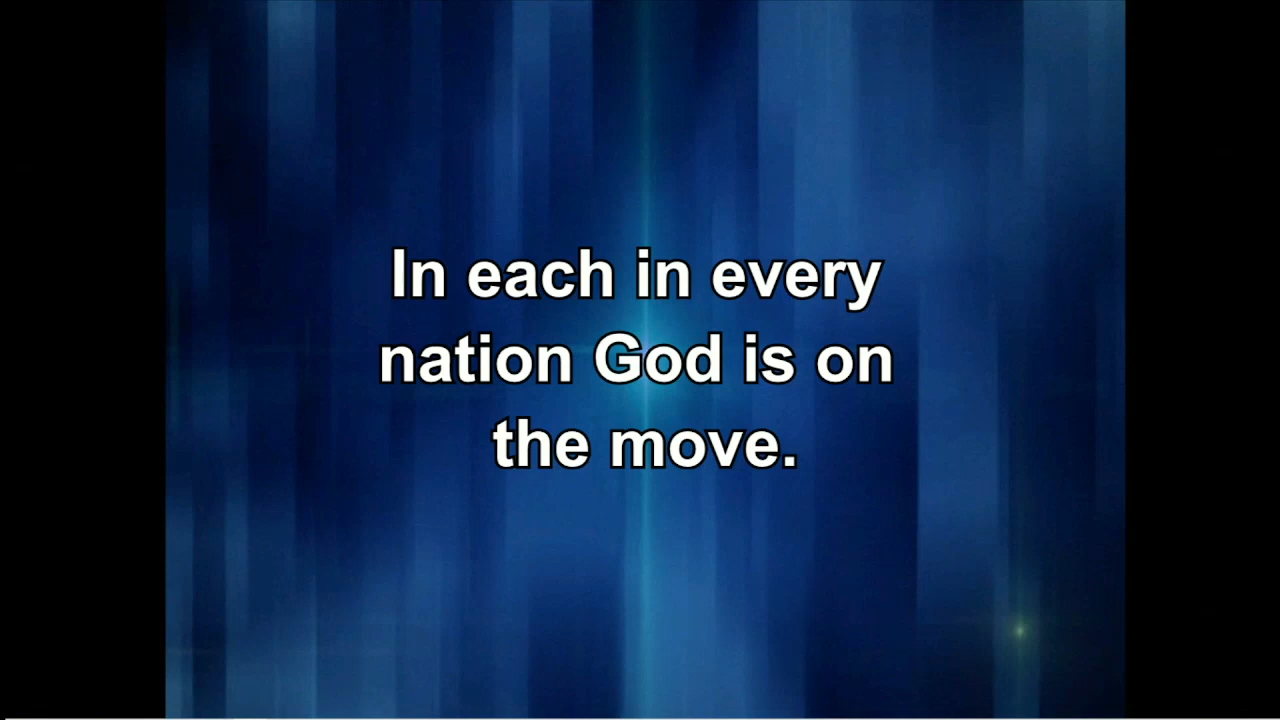 In each in every
nation God is on
the move.